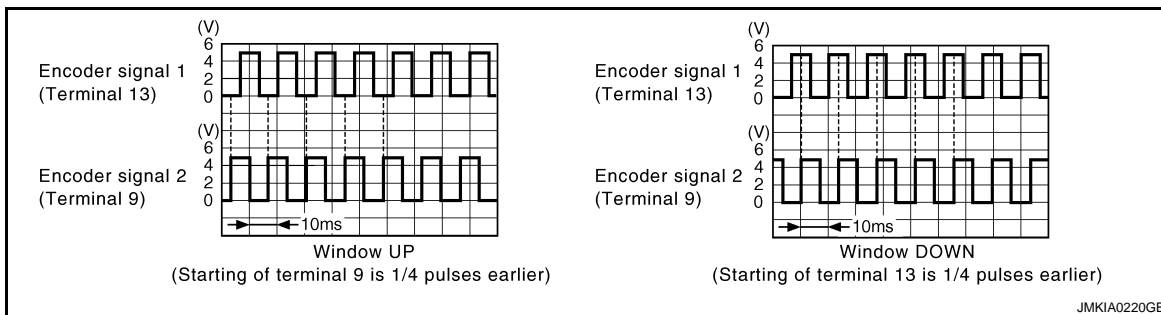 (V)
6
4
2
0
Encoder signal 1
(Terminal 13)
(V)
6
4
2
0
Encoder signal 2
(Terminal 9)
10ms
Window UP
(Starting of terminal 9 is 1/4 pulses earlier)
(V)
6
4
2
0
Encoder signal 1
(Terminal 13)
(V)
6
4
2
0
Encoder signal 2
(Terminal 9)
10ms
Window DOWN
(Starting of terminal 13 is 1/4 pulses earlier)
JMKIA0220GB